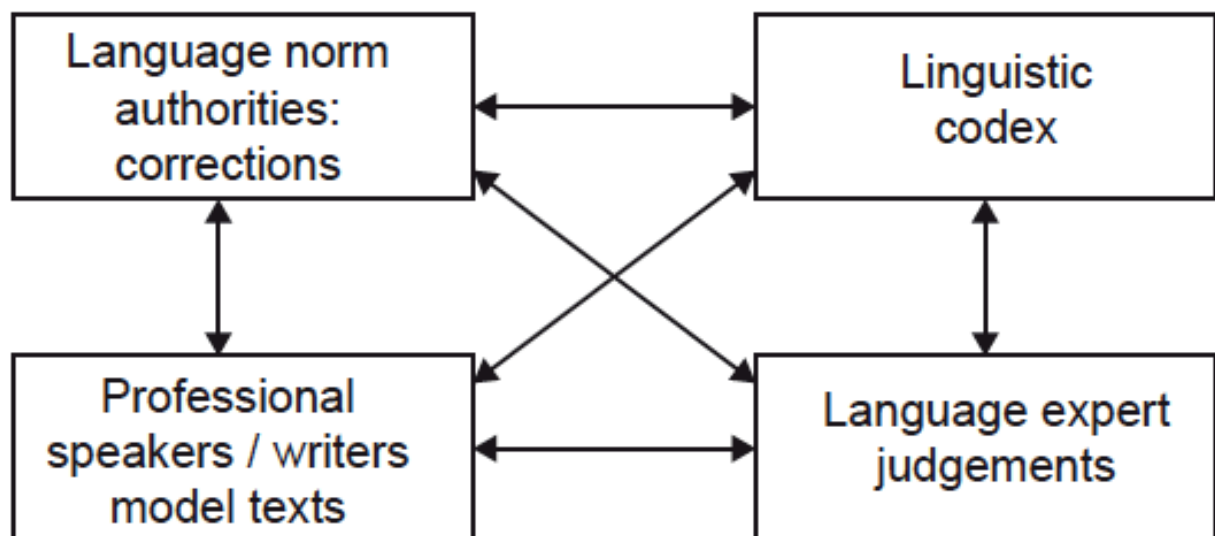 Language norm
authorities:
corrections
Linguistic
codex
Professional
speakers / writers
model texts
Language expert
judgements